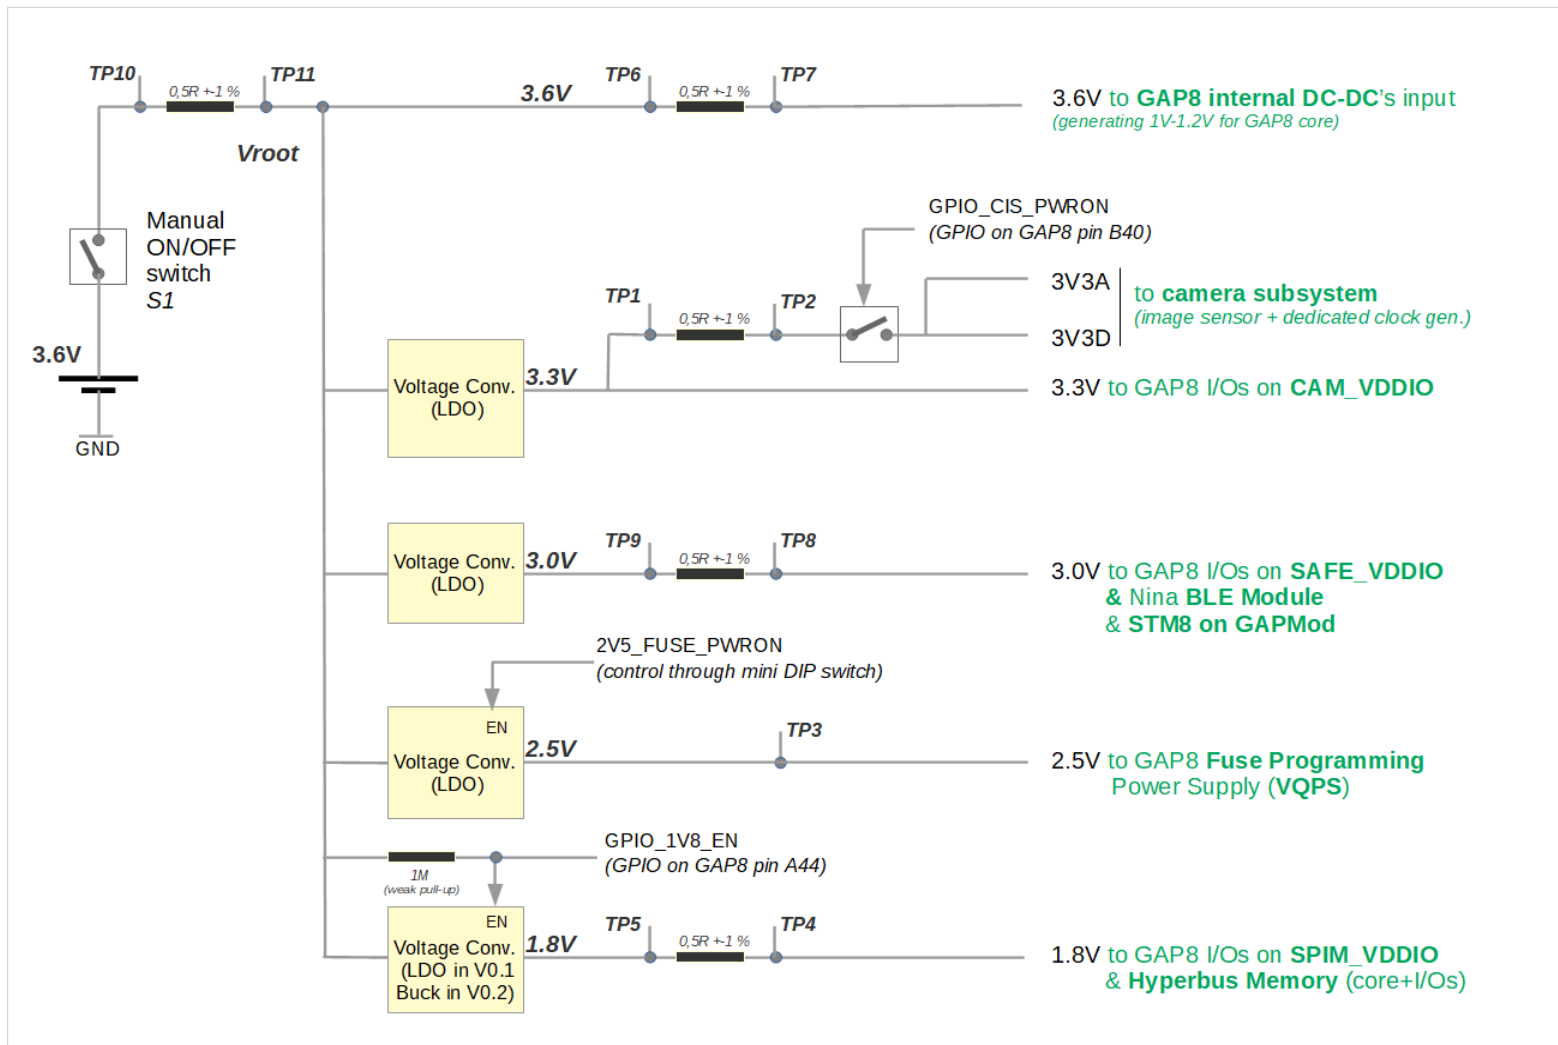 TP10
0,5R +-1 %
TP11
3.6V
TP6
0,5R +-1 %
TP7
3.6V to GAP8 internal DC-DC's input
(generating 1V-1.2V for GAP8 core)
Vroot
Manual
ON/OFF
switch
S1
3.6V
GND
GPIO_CIS_PWRON
(GPIO on GAP8 pin B40)
TP1
0,5R +-1 %
TP2
3V3A
3V3D
to camera subsystem
(image sensor + dedicated clock gen.)
Voltage Conv.
(LDO)
3.3V
3.3V to GAP8 I/Os on CAM_VDDIO
Voltage Conv.
(LDO)
3.0V
TP9
0,5R +-1 %
TP8
3.0V to GAP8 I/Os on SAFE_VDDIO
& Nina BLE Module
& STM8 on GAPMod
2V5_FUSE_PWRON
(control through mini DIP switch)
EN
Voltage Conv.
(LDO)
2.5V
TP3
2.5V to GAP8 Fuse Programming
Power Supply (VQPS)
GPIO_1V8_EN
(GPIO on GAP8 pin A44)
1M
(weak pull-up)
EN
Voltage Conv.
(LDO in V0.1
Buck in V0.2)
1.8V
TP5
0,5R +-1 %
TP4
1.8V to GAP8 I/Os on SPIM_VDDIO
& Hyperbus Memory (core+I/Os)